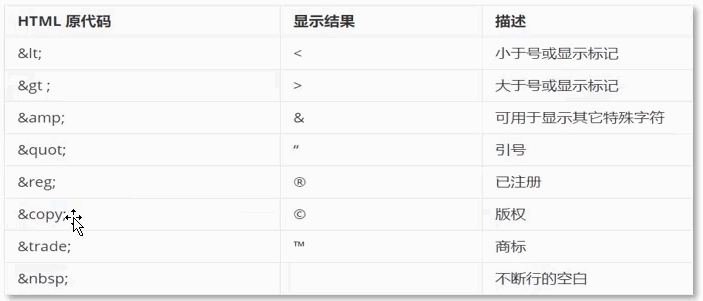 HTML 原代码 显示结果 描述
&lt; < 小于号或显示标记
&gt ; > 大于号或显示标记
&amp; & 可用于显示其它特殊字符
&quot; “ 引号
&reg; ® 已注册
&copy; © 版权
&trade; ™ 商标
&nbsp; 不断行的空白